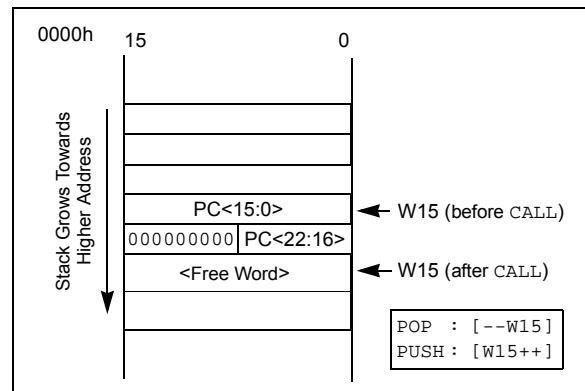 0000h
15 0
Stack Grows Towards
Higher Address
PC<15:0>
W15 (before CALL)
000000000 PC<22:16>
<Free Word>
W15 (after CALL)
POP : [--W15]
PUSH : [W15++]